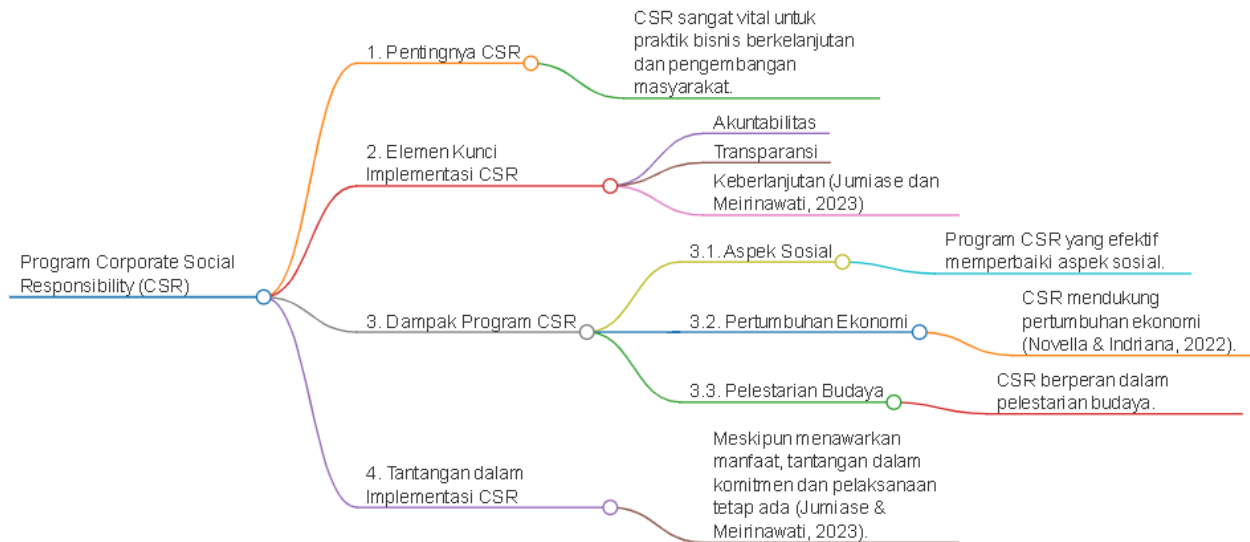 Program Corporate Social
Responsibility (CSR)
1. Pentingnya CSR
CSR sangat vital untuk
praktik bisnis berkelanjutan
dan pengembangan
masyarakat.
2. Elemen Kunci
Implementasi CSR
Akuntabilitas
Transparansi
Keberlanjutan (Jumiase dan
Meirinawati, 2023)
3. Dampak Program CSR
3.1. Aspek Sosial
Program CSR yang efektif
memperbaiki aspek sosial.
3.2. Pertumbuhan Ekonomi
CSR mendukung
pertumbuhan ekonomi
(Novella & Indriana, 2022).
3.3. Pelestarian Budaya
CSR berperan dalam
pelestarian budaya.
4. Tantangan dalam
Implementasi CSR
Meskipun menawarkan
manfaat, tantangan dalam
komitmen dan pelaksanaan
tetap ada (Jumiase &
Meirinawati, 2023).